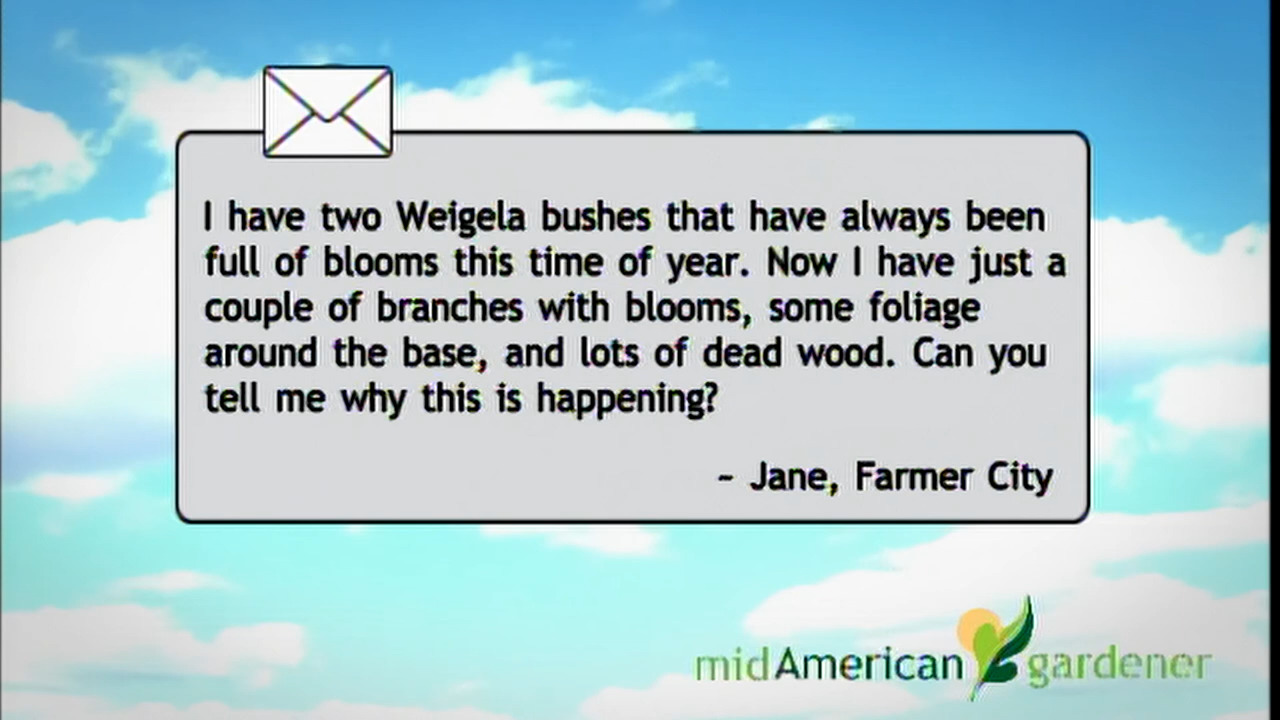 I have two Weigela bushes that have always been
full of blooms this time of year. Now I have just a
couple of branches with blooms, some foliage
around the base, and lots of dead wood. Can you
tell me why this is happening?
~ Jane, Farmer City
midAmerican gardener